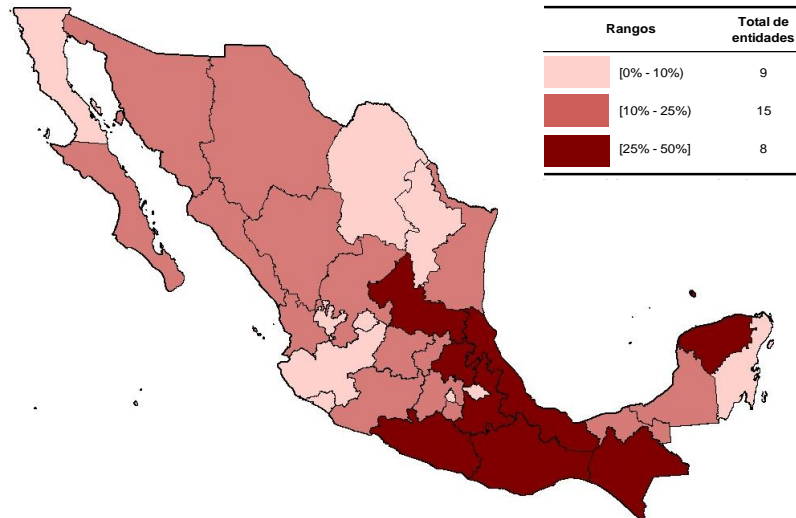 Rangos
Total de
entidades
[0% - 10%) 9
[10% - 25%) 15
[25% - 50%] 8